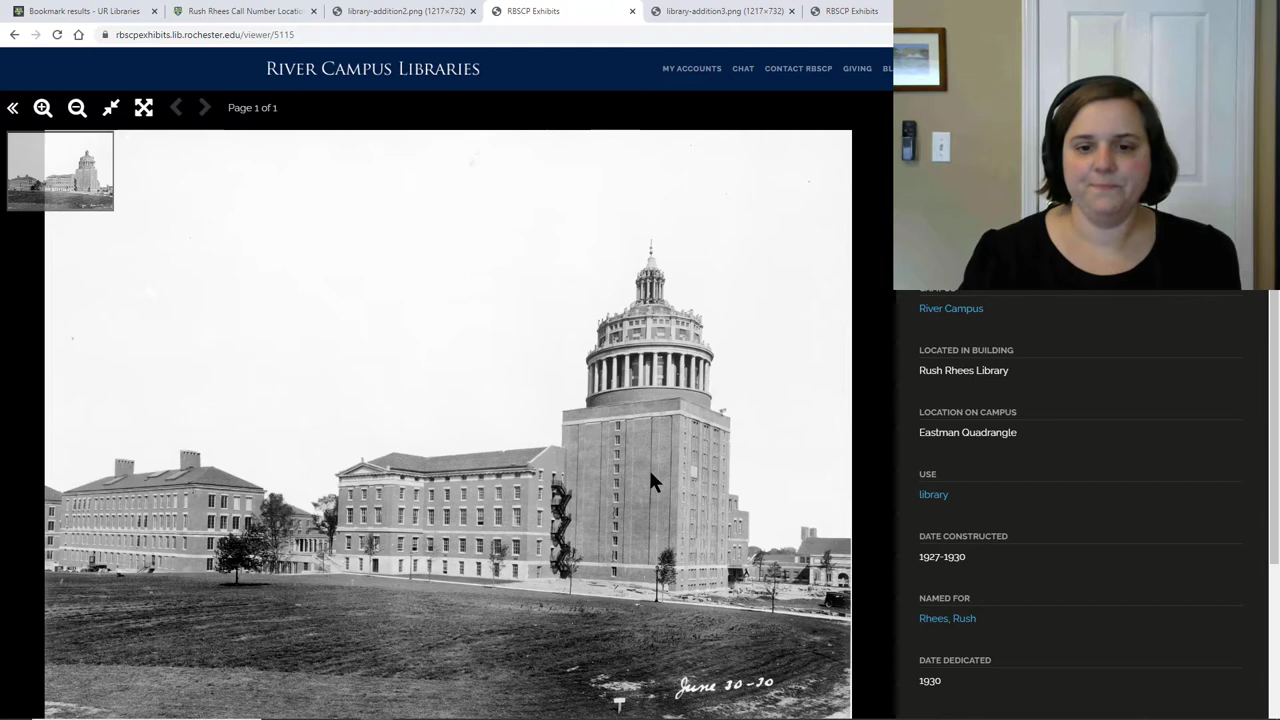 Bookmark results - UR Libraries
Rush Rhees Call Number Locatio
library-addition2.png (1217×732)
RBSCP Exhibits
library-addition3.png (1217×732)
RBSCP Exhibits
rbscpexhibits.lib.rochester.edu/viewer/5115
RIVER CAMPUS LIBRARIES
MY ACCOUNTS CHAT CONTACT RBSCP GIVING BL
Page 1 of 1
River Campus
LOCATED IN BUILDING
Rush Rhees Library
LOCATION ON CAMPUS
Eastman Quadrangle
USE
library
DATE CONSTRUCTED
1927-1930
NAMED FOR
Rhees, Rush
DATE DEDICATED
1930
June 30-30